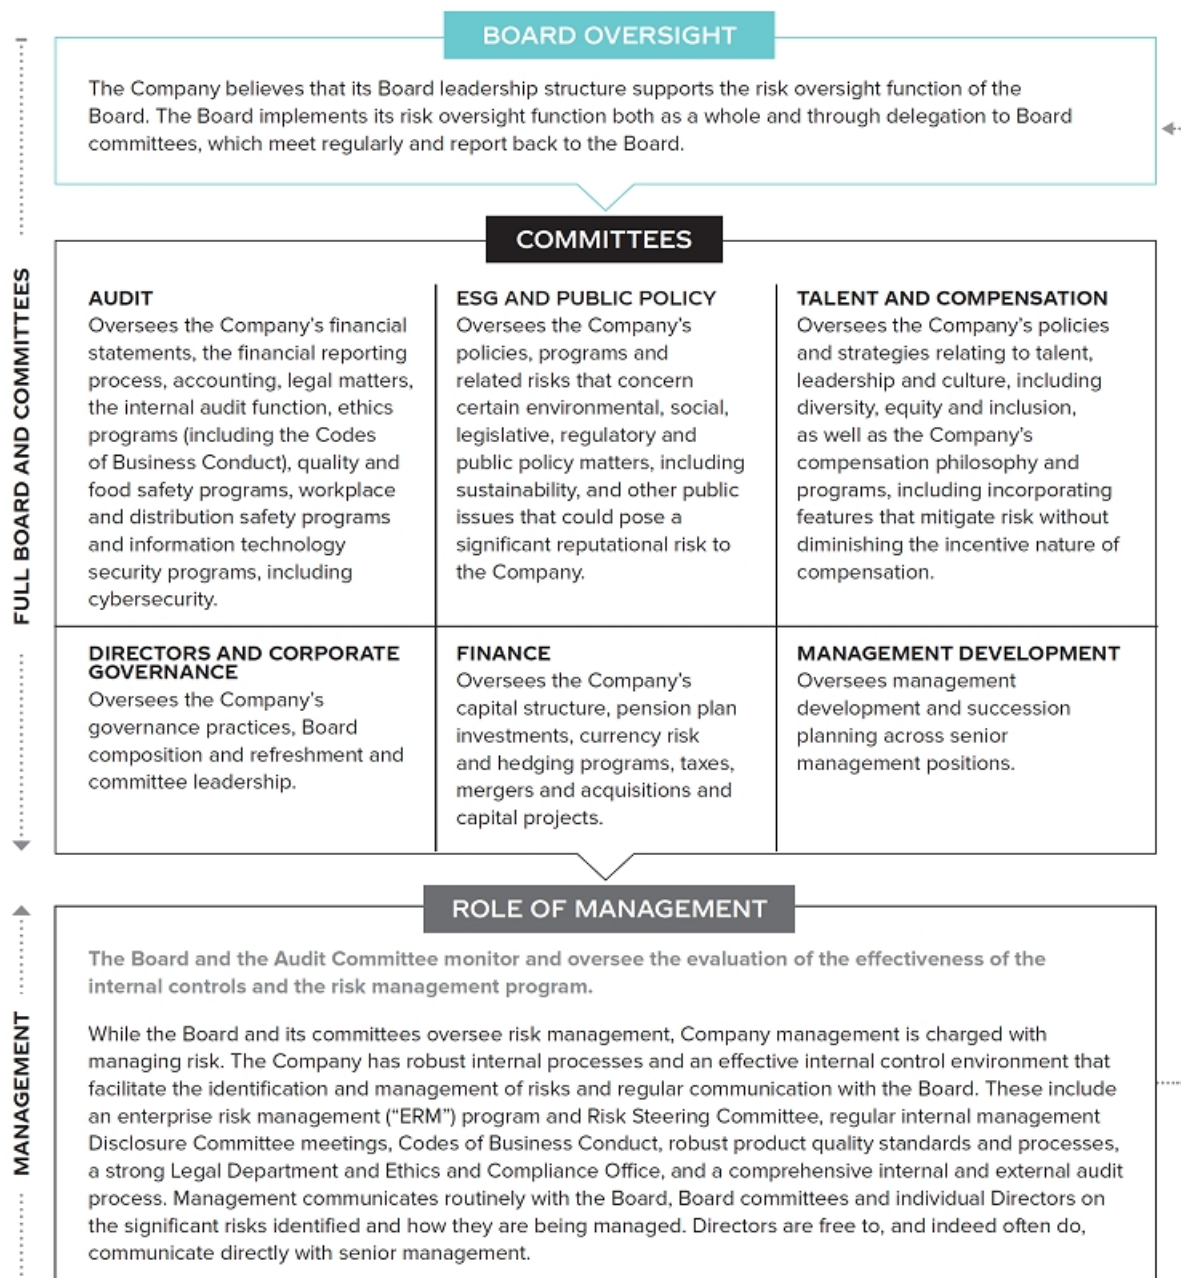 BOARD OVERSIGHT
The Company believes that its Board leadership structure supports the risk oversight function of the
Board. The Board implements its risk oversight function both as a whole and through delegation to Board
committees, which meet regularly and report back to the Board.
FULL BOARD AND COMMITTEES
COMMITTEES
AUDIT
Oversees the Company's financial
statements, the financial reporting
process, accounting, legal matters,
the internal audit function, ethics
programs (including the Codes
of Business Conduct), quality and
food safety programs, workplace
and distribution safety programs
and information technology
security programs, including
cybersecurity.
ESG AND PUBLIC POLICY
Oversees the Company's
policies, programs and
related risks that concern
certain environmental, social,
legislative, regulatory and
public policy matters, including
sustainability, and other public
issues that could pose a
significant reputational risk to
the Company.
TALENT AND COMPENSATION
Oversees the Company's policies
and strategies relating to talent,
leadership and culture, including
diversity, equity and inclusion,
as well as the Company's
compensation philosophy and
programs, including incorporating
features that mitigate risk without
diminishing the incentive nature of
compensation.
DIRECTORS AND CORPORATE
GOVERNANCE
Oversees the Company's
governance practices, Board
composition and refreshment and
committee leadership.
FINANCE
Oversees the Company's
capital structure, pension plan
investments, currency risk
and hedging programs, taxes,
mergers and acquisitions and
capital projects.
MANAGEMENT DEVELOPMENT
Oversees management
development and succession
planning across senior
management positions.
MANAGEMENT
ROLE OF MANAGEMENT
The Board and the Audit Committee monitor and oversee the evaluation of the effectiveness of the
internal controls and the risk management program.
While the Board and its committees oversee risk management, Company management is charged with
managing risk. The Company has robust internal processes and an effective internal control environment that
facilitate the identification and management of risks and regular communication with the Board. These include
an enterprise risk management ("ERM") program and Risk Steering Committee, regular internal management
Disclosure Committee meetings, Codes of Business Conduct, robust product quality standards and processes,
a strong Legal Department and Ethics and Compliance Office, and a comprehensive internal and external audit
process. Management communicates routinely with the Board, Board committees and individual Directors on
the significant risks identified and how they are being managed. Directors are free to, and indeed often do,
communicate directly with senior management.